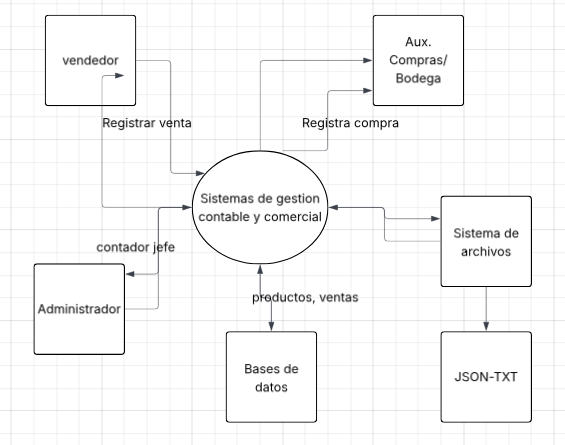 vendedor
Aux.
Compras/
Bodega
Registrar venta
Registra compra
Sistemas de gestion
contable y comercial
Sistema de
archivos
contador jefe
Administrador
productos, ventas
Bases de
datos
JSON-TXT